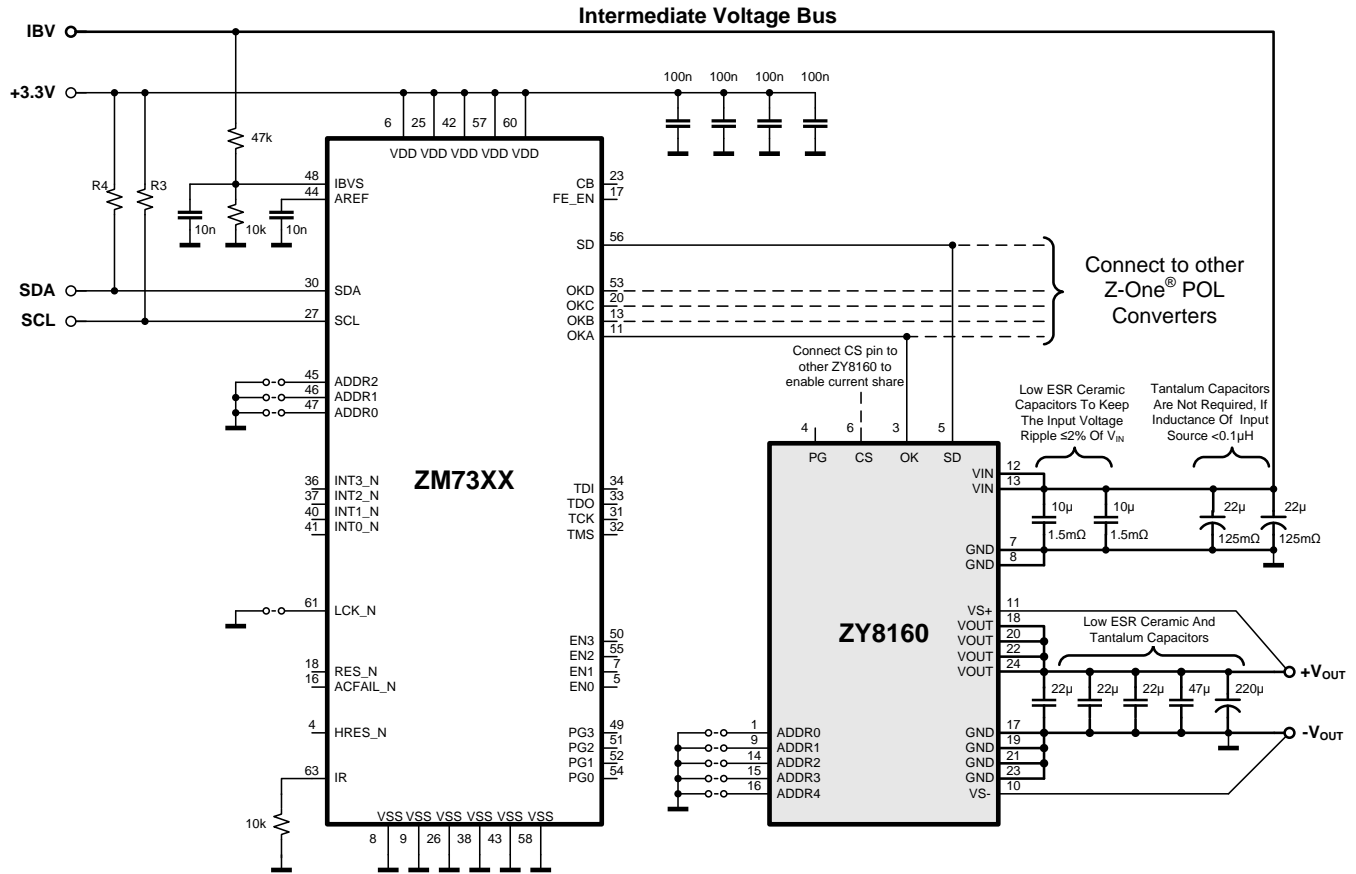 Intermediate Voltage Bus
IBV
+3.3V
100n 100n 100n 100n
6 25 42 57 60
VDD VDD VDD VDD VDD
47k
R4 R3
48 IBVS
44 AREF
10n 10k 10n
CB 23
FE_EN 17
SD 56
SDA 30 SDA
SCL 27 SCL
OKD 53
OKC 20
OKB 13
OKA 11
Connect to other
Z-One® POL
Converters
45 ADDR2
46 ADDR1
47 ADDR0
Connect CS pin to
other ZY8160 to
enable current share
Low ESR Ceramic
Capacitors To Keep
The Input Voltage
Ripple ≤2% Of VIN
Tantalum Capacitors
Are Not Required, If
Inductance Of Input
Source <0.1µH
4 6 3 5
PG CS OK SD
ZM73XX
36 INT3_N
37 INT2_N
40 INT1_N
41 INT0_N
TDI 34
TDO 33
TCK 31
TMS 32
VIN 12
VIN 13
10µ 10µ 22µ 22µ
1.5mΩ 1.5mΩ 125mΩ 125mΩ
GND 7
GND 8
61 LCK_N
ZY8160
VS+ 11
VOUT 18
VOUT 20
VOUT 22
VOUT 24
Low ESR Ceramic And
Tantalum Capacitors
+VOUT
22µ 22µ 22µ 47µ 220µ
EN3 50
EN2 55
EN1 7
EN0 5
18 RES_N
16 ACFAIL_N
4 HRES_N
PG3 49
PG2 51
PG1 52
PG0 54
1 ADDR0
9 ADDR1
14 ADDR2
15 ADDR3
16 ADDR4
GND 17
GND 19
GND 21
GND 23
VS- 10
-VOUT
63 IR
10k
VSS VSS VSS VSS VSS VSS
8 9 26 38 43 58